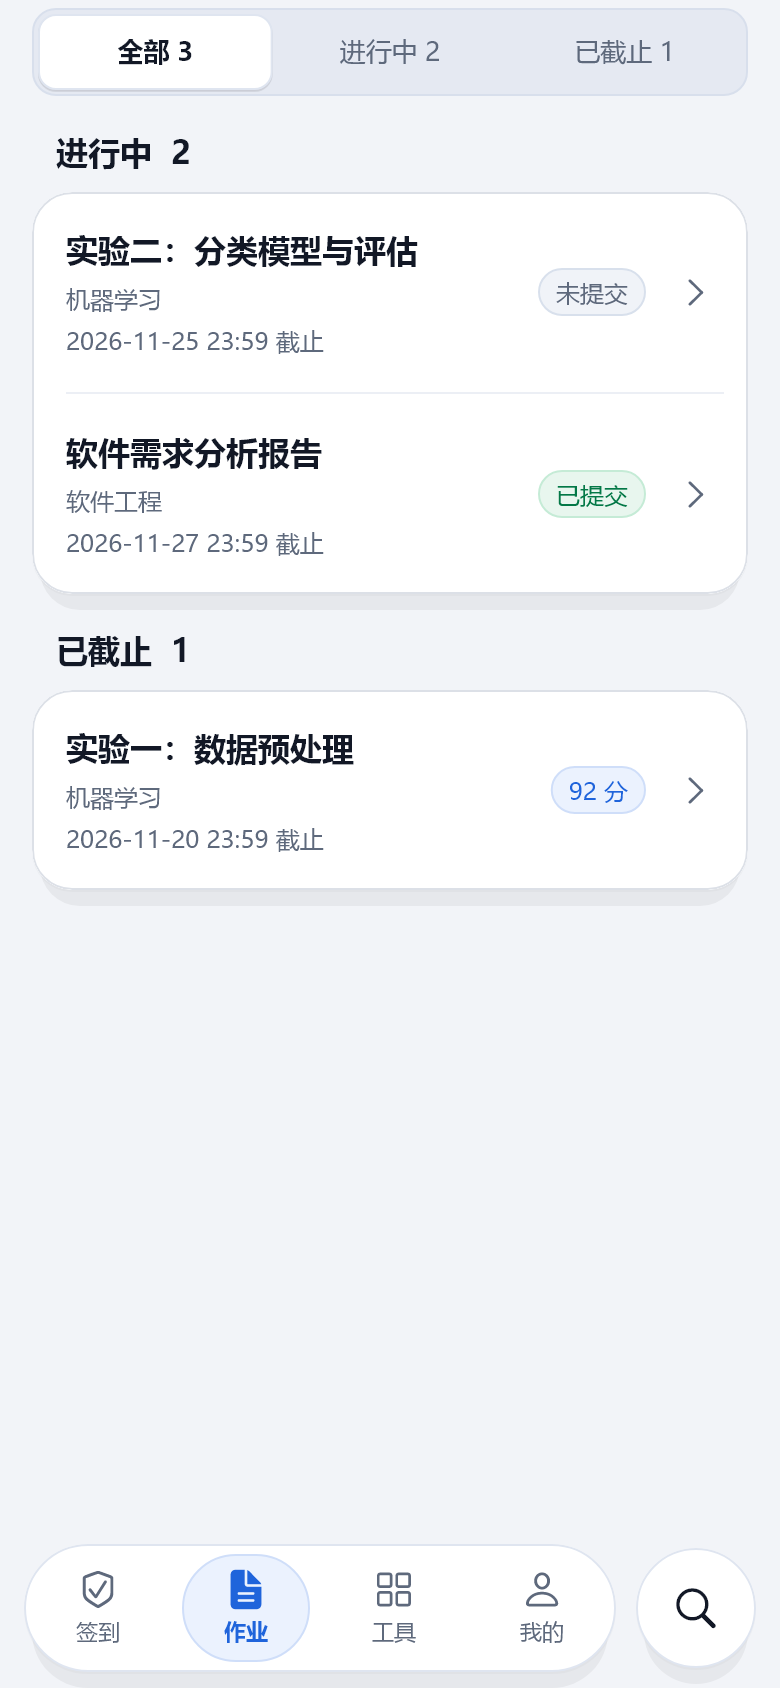 全部 3
进行中 2
已截止 1
进行中 2
实验二：分类模型与评估
机器学习
2026-11-25 23:59 截止
未提交
软件需求分析报告
软件工程
2026-11-27 23:59 截止
已提交
已截止 1
实验一：数据预处理
机器学习
2026-11-20 23:59 截止
92 分
签到
作业
工具
我的